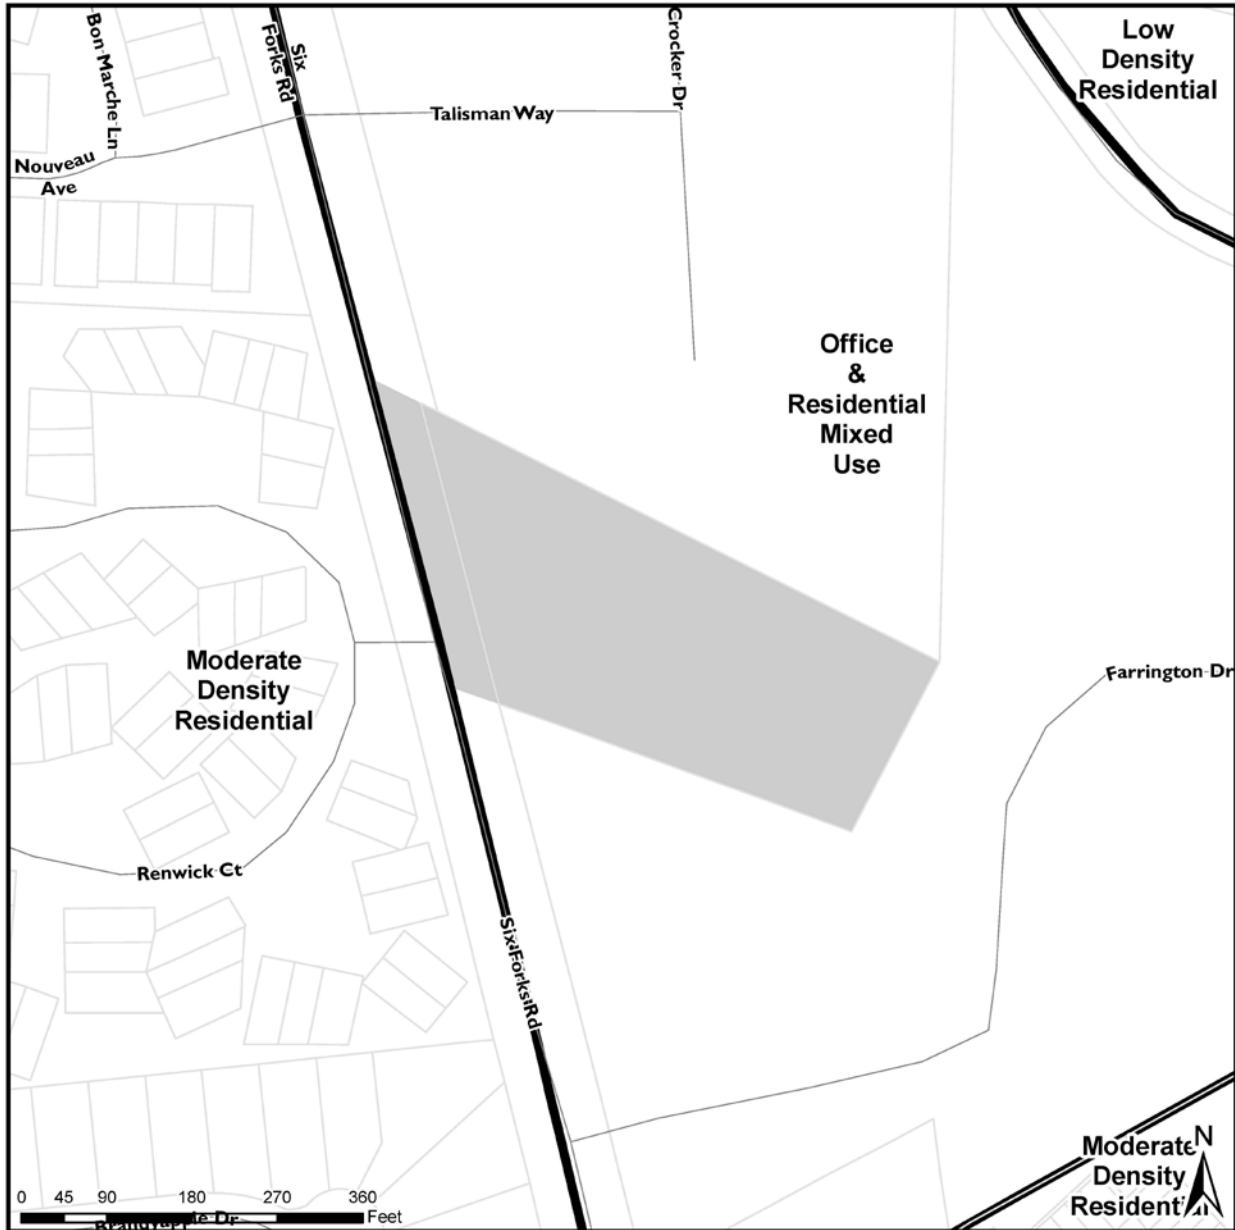 Bon Marche Ln
Six
Forks Rd
Crocker Dr
Low
Density
Residential
Talisman Way
Nouveau
Ave
Office
&
Residential
Mixed
Use
Moderate
Density
Residential
Farrington Dr
Renwick Ct
Six Forks Rd
Moderate
Density
N
0 45 90 180 270 360
Feet